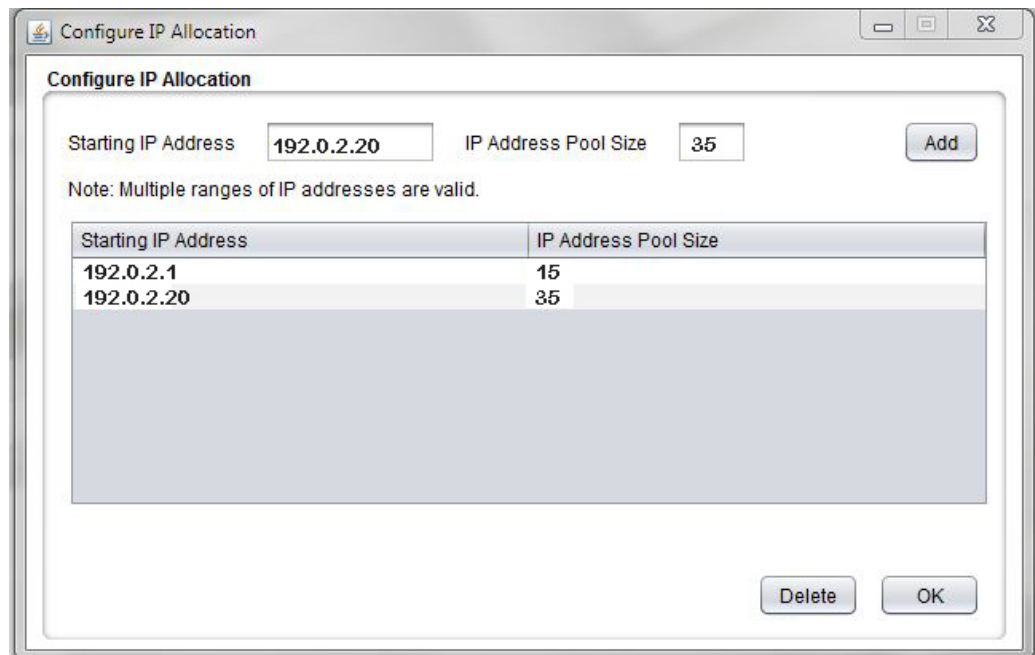 Configure IP Allocation
Configure IP Allocation
Starting IP Address 192.0.2.20 IP Address Pool Size 35 Add
Note: Multiple ranges of IP addresses are valid.
Starting IP Address IP Address Pool Size
192.0.2.1 15
192.0.2.20 35
Delete OK